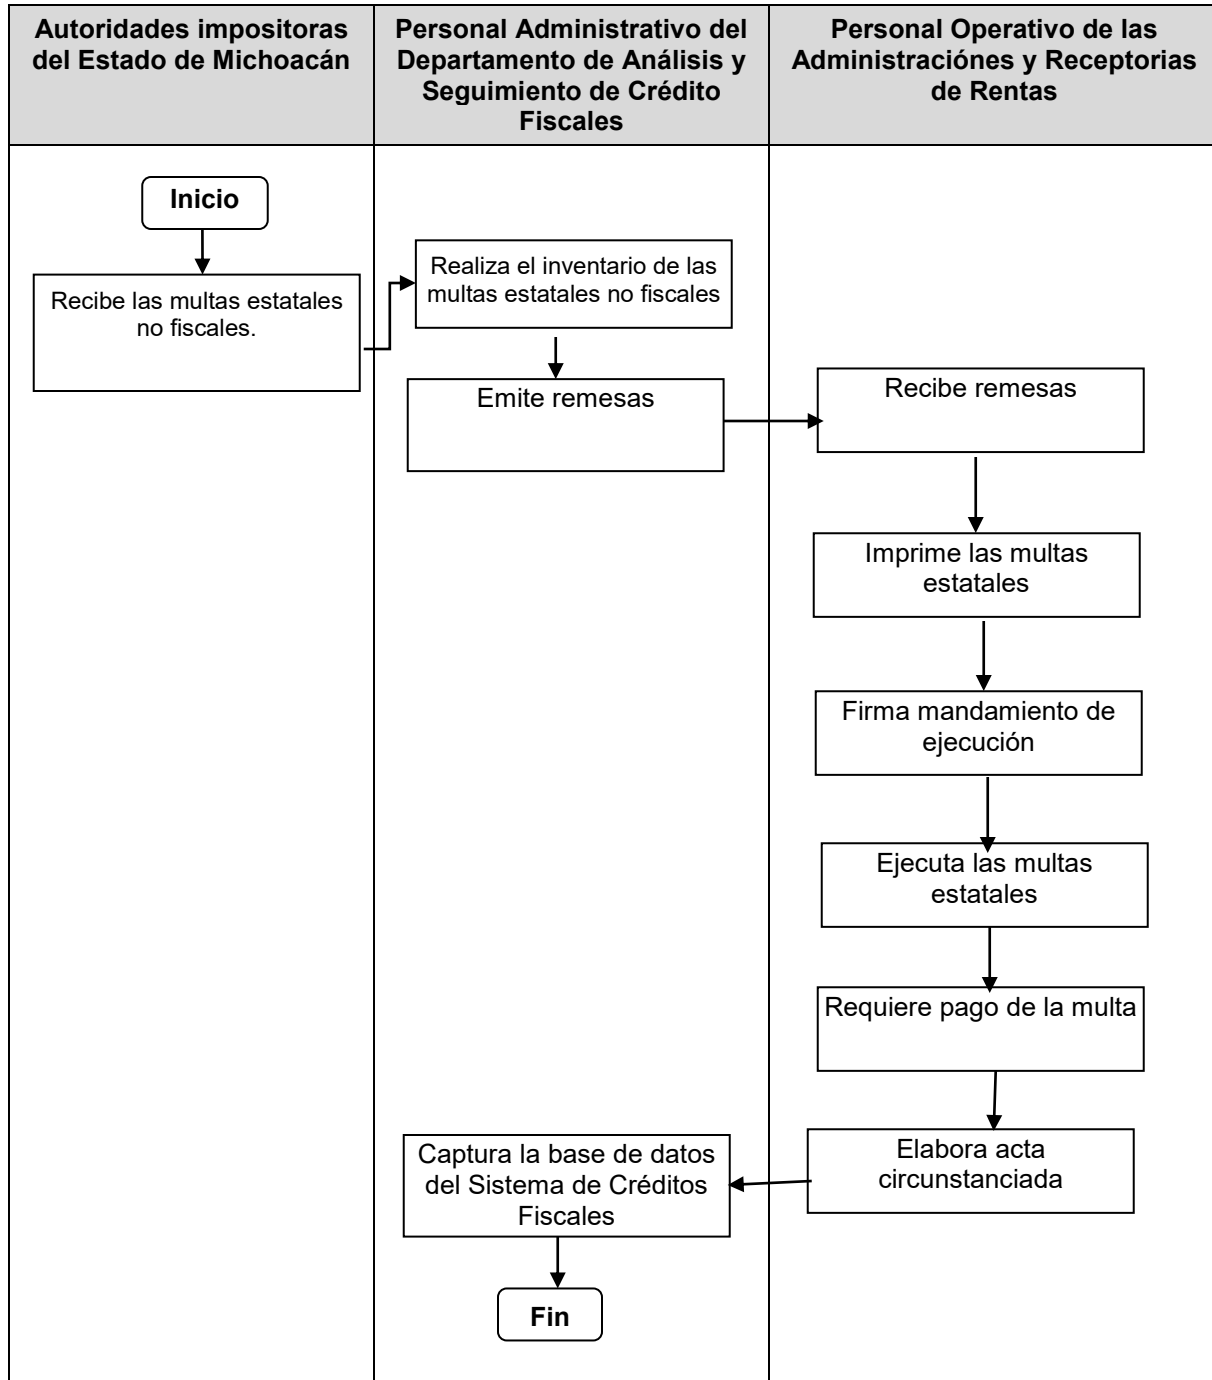 Autoridades impositoras
del Estado de Michoacán
Personal Administrativo del
Departamento de Análisis y
Seguimiento de Crédito
Fiscales
Personal Operativo de las
Administraciónes y Receptorias
de Rentas
Inicio
Recibe las multas estatales
no fiscales.
Realiza el inventario de las
multas estatales no fiscales
Emite remesas
Recibe remesas
Imprime las multas
estatales
Firma mandamiento de
ejecución
Ejecuta las multas
estatales
Requiere pago de la multa
Elabora acta
circunstanciada
Captura la base de datos
del Sistema de Créditos
Fiscales
Fin